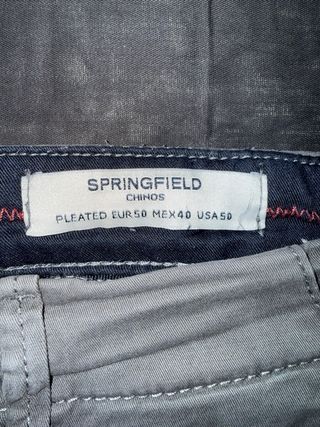 SPRINGFIELD
CHINOS
PLEATED EUR50 MEX40 USA50